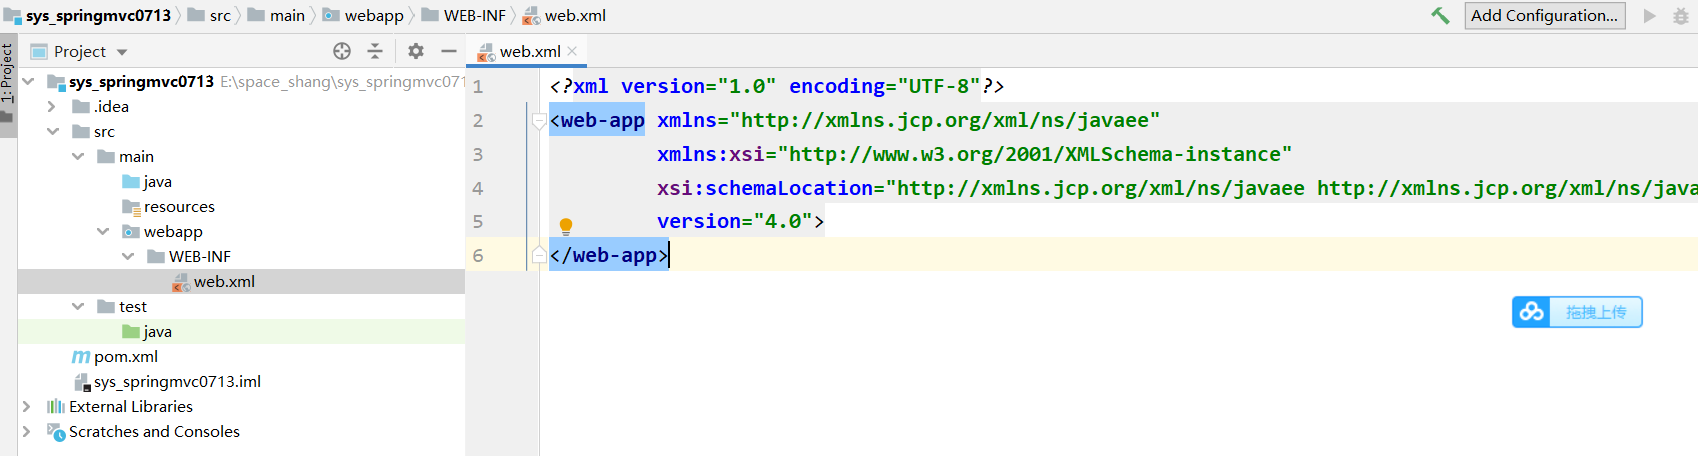 sys_springmvc0713 src main webapp WEB-INF web.xml Add Configuration...
1: Project
Project
web.xml
sys_springmvc0713 E:\space_shang\sys_springmvc071
.idea
src
main
java
resources
webapp
WEB-INF
web.xml
test
java
pom.xml
sys_springmvc0713.iml
External Libraries
Scratches and Consoles
1 <?xml version="1.0" encoding="UTF-8"?>
2 <web-app xmlns="http://xmlns.jcp.org/xml/ns/javaee"
3 xmlns:xsi="http://www.w3.org/2001/XMLSchema-instance"
4 xsi:schemaLocation="http://xmlns.jcp.org/xml/ns/javaee http://xmlns.jcp.org/xml/ns/java
5 version="4.0">
6 </web-app>
拖拽上传